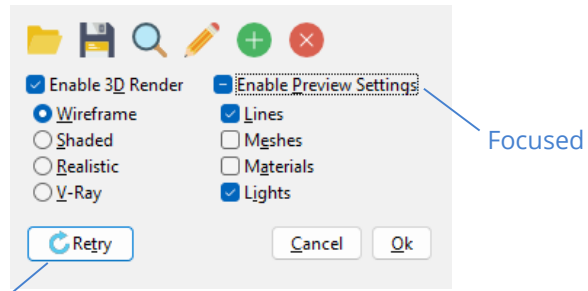 Enable 3D Render
Enable Preview Settings
Wireframe
Lines
Shaded
Meshes
Focused
Realistic
Materials
V-Ray
Lights
Retry
Cancel
Ok